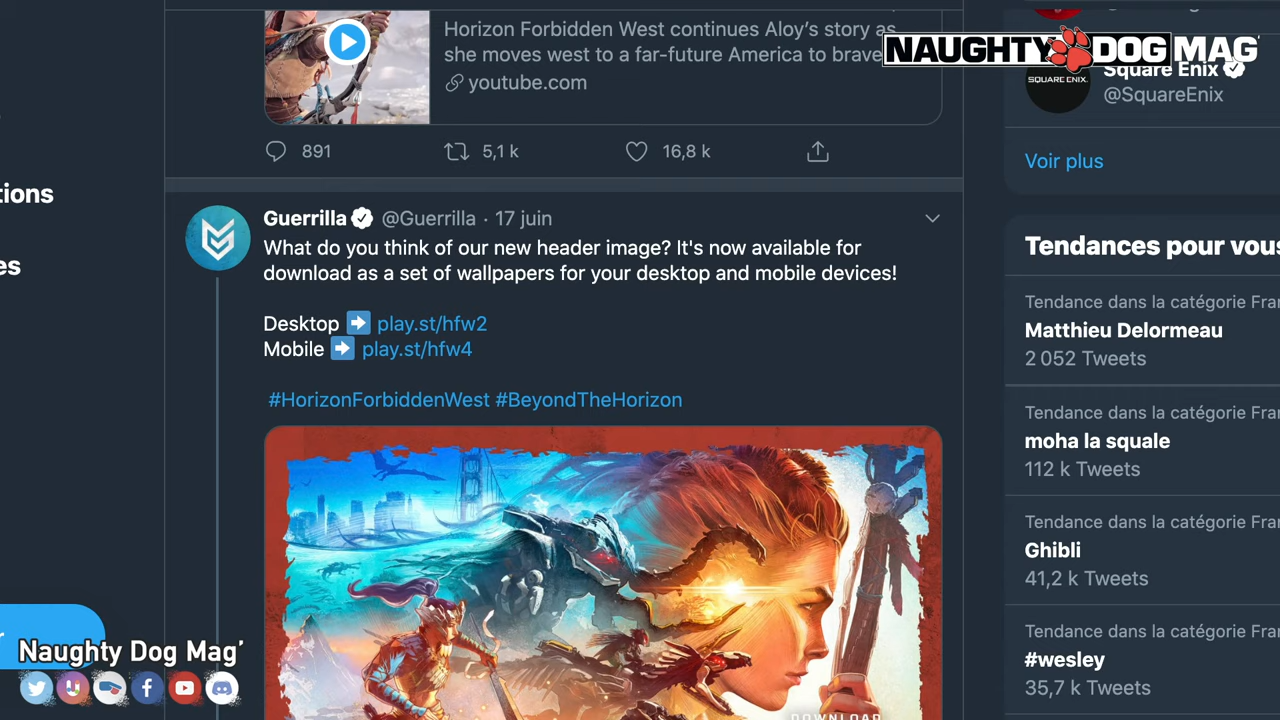 Horizon Forbidden West continues Aloy's story as
she moves west to a far-future America to brave
youtube.com
891
5,1 k
16,8 k
Guerrilla @Guerrilla · 17 juin
What do you think of our new header image? It's now available for
download as a set of wallpapers for your desktop and mobile devices!
Desktop ➡ play.st/hfw2
Mobile ➡ play.st/hfw4
#HorizonForbiddenWest #BeyondTheHorizon
DOWNLOAD
tions
es
r
NAUGHTY DOG MAG'
SQUARE ENIX
Square Enix
@SquareEnix
Voir plus
Tendances pour vous
Tendance dans la catégorie Fra
Matthieu Delormeau
2 052 Tweets
Tendance dans la catégorie Fra
moha la squale
112 k Tweets
Tendance dans la catégorie Fra
Ghibli
41,2 k Tweets
Tendance dans la catégorie Fra
#wesley
35,7 k Tweets
Naughty Dog Mag'